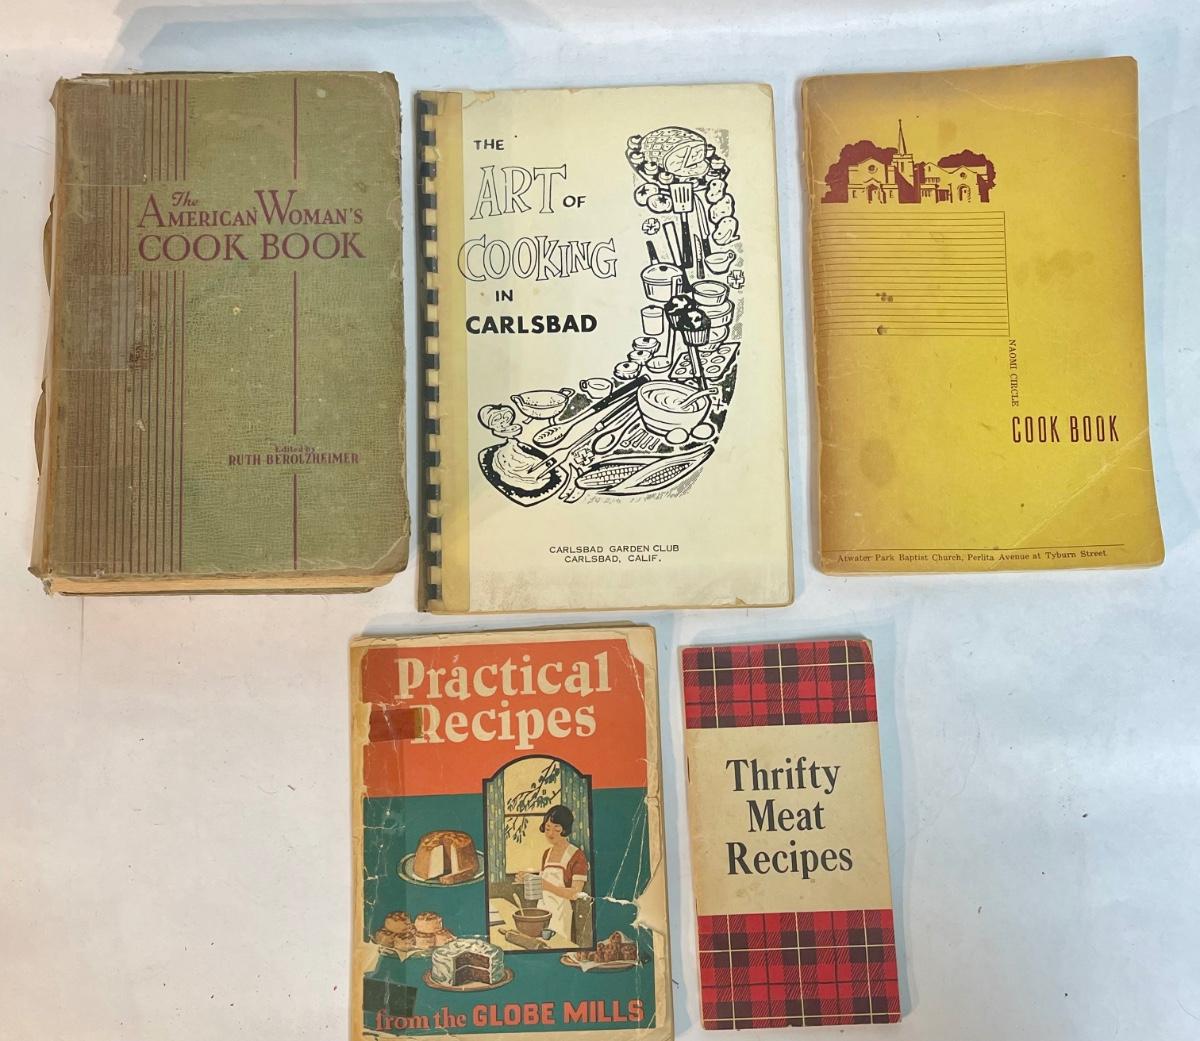 The
AMERICAN WOMAN'S
COOK BOOK
Edited by
RUTH BEROLZHEIMER
THE
ART OF
COOKING
IN
CARLSBAD
CARLSBAD GARDEN CLUB
CARLSBAD, CALIF.
NAOMI CIRCLE
COOK BOOK
Atwater Park Baptist Church, Perlita Avenue at Tyburn Street
Practical
Recipes
from the GLOBE MILLS
Thrifty
Meat
Recipes